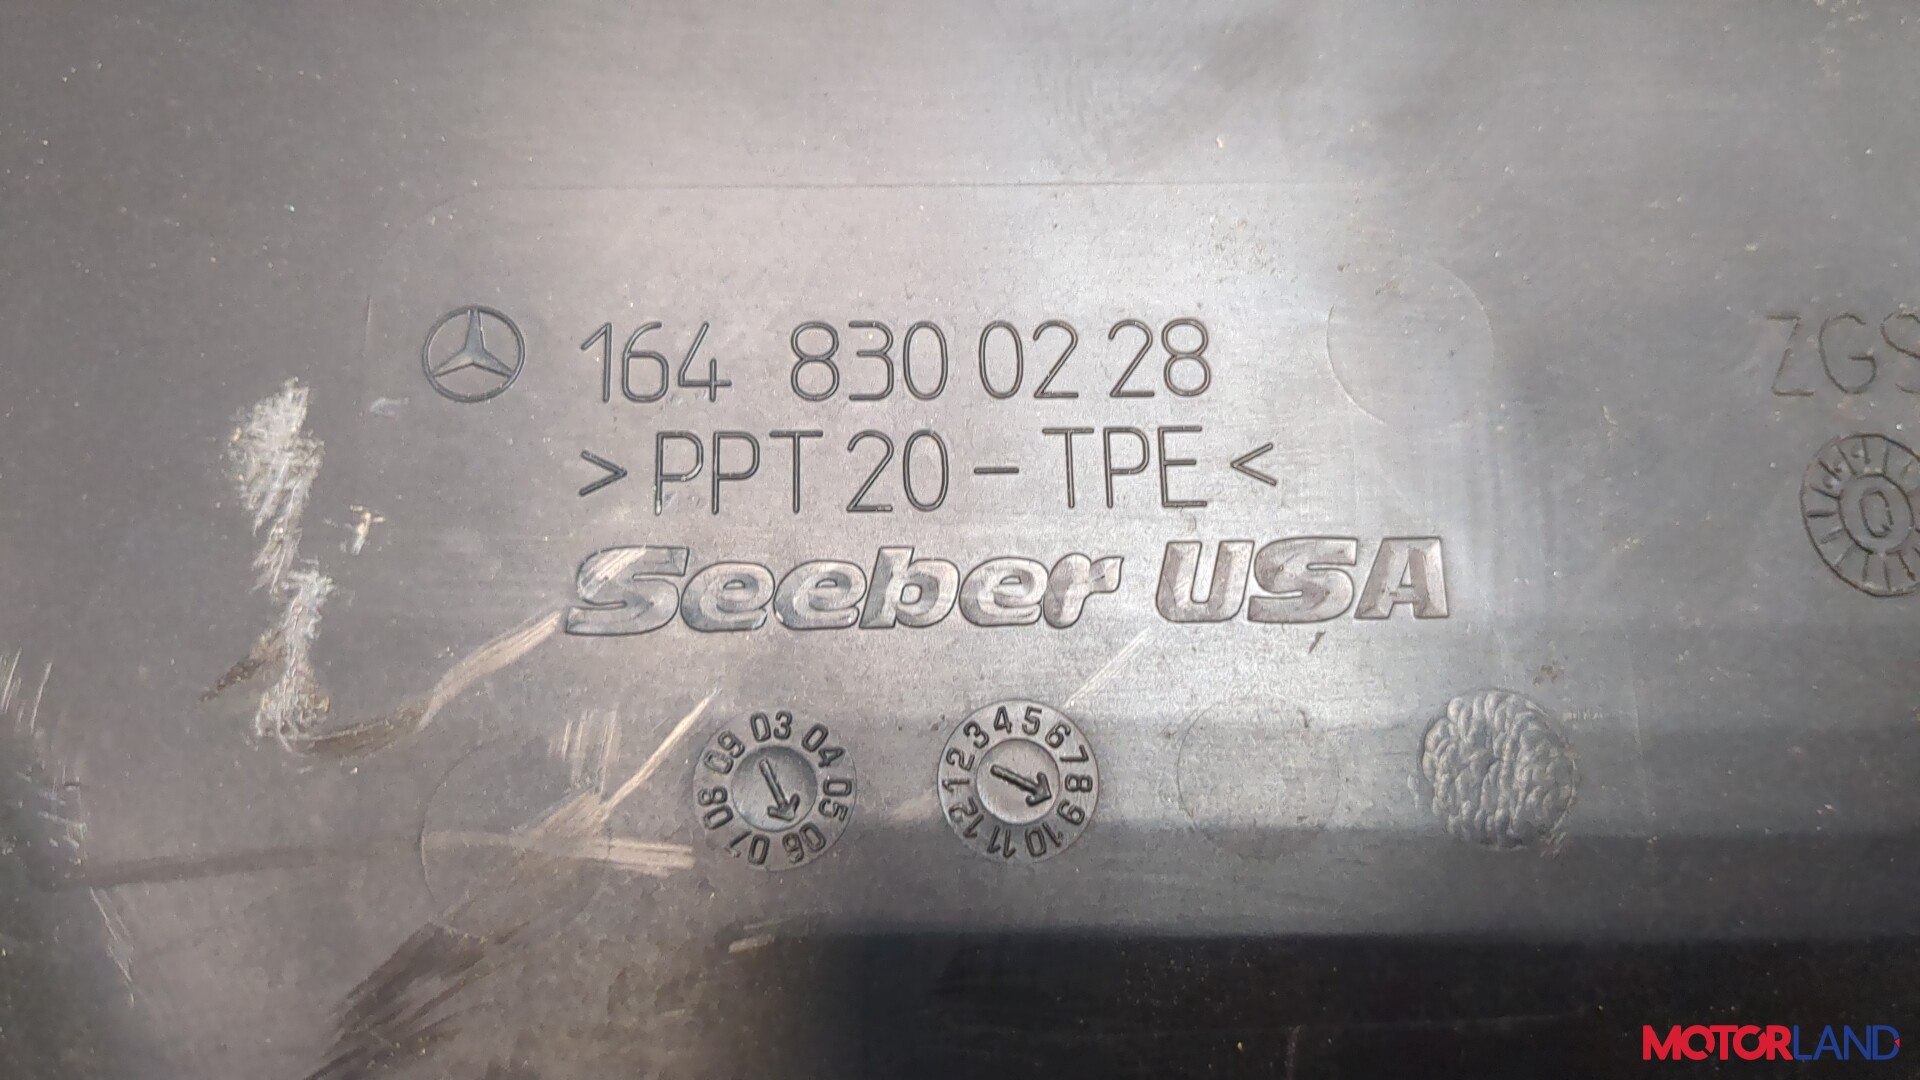 164 830 02 28
ZGS
>PPT 20 - TPE<
Q
Seeber USA
03 04 05 06 07 08 09
1 2 3 4 5 6 7 8 9 10 11 12
MOTORLAND